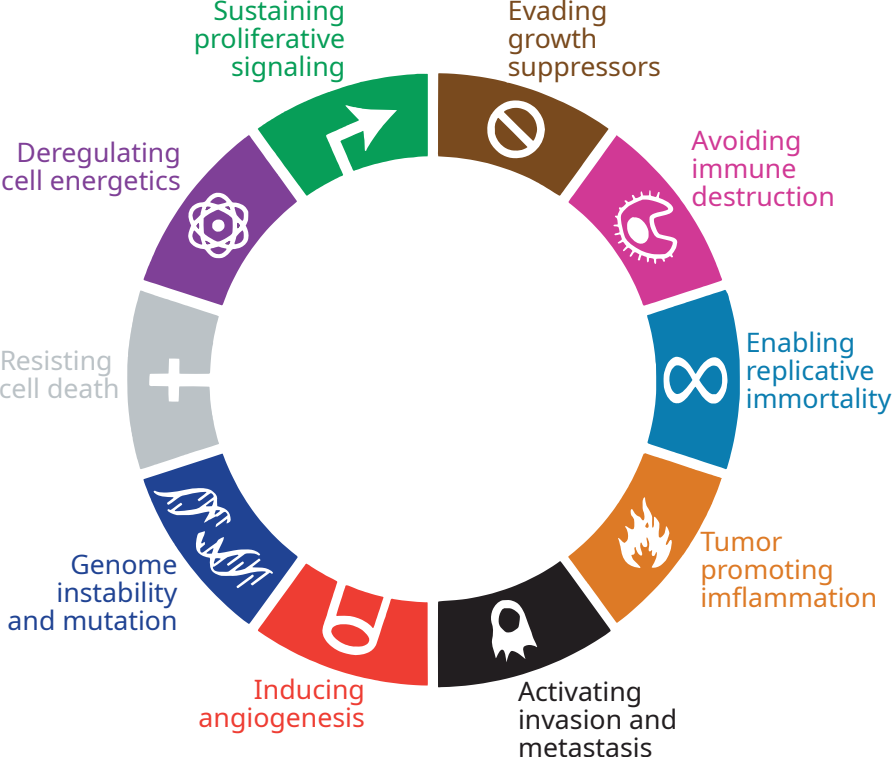 Sustaining
proliferative
signaling
Evading
growth
suppressors
Avoiding
immune
destruction
Enabling
replicative
immortality
Tumor
promoting
imflammation
Activating
invasion and
metastasis
Inducing
angiogenesis
Genome
instability
and mutation
Resisting
cell death
Deregulating
cell energetics